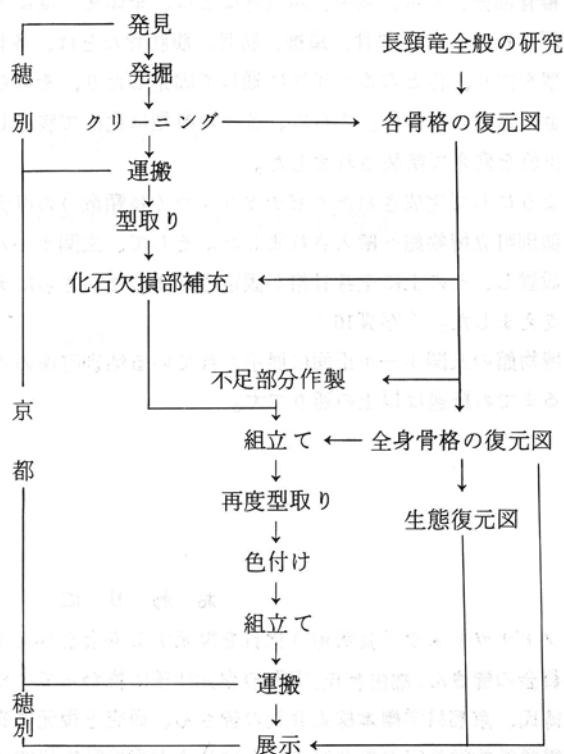 発見
長頸竜全般の研究
穂別
発掘
クリーニング
各骨格の復元図
運搬
型取り
化石欠損部補充
不足部分作製
京都
組立て
全身骨格の復元図
再度型取り
生態復元図
色付け
組立て
運搬
穂別
展示